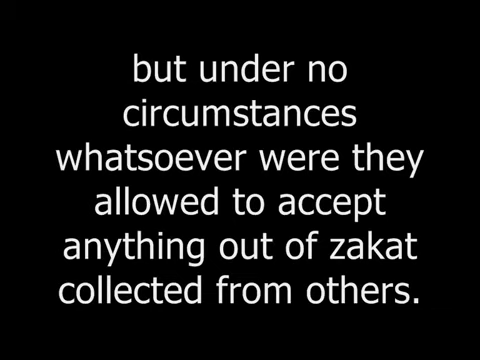 but under no
circumstances
whatsoever were they
allowed to accept
anything out of zakat
collected from others.